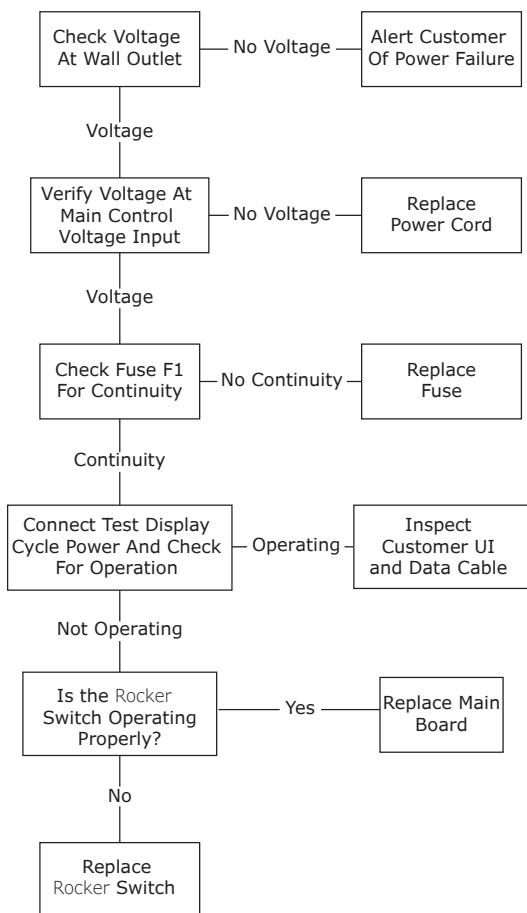 Check Voltage
At Wall Outlet
No Voltage
Alert Customer
Of Power Failure
Voltage
Verify Voltage At
Main Control
Voltage Input
No Voltage
Replace
Power Cord
Voltage
Check Fuse F1
For Continuity
No Continuity
Replace
Fuse
Continuity
Connect Test Display
Cycle Power And Check
For Operation
Operating
Inspect
Customer UI
and Data Cable
Not Operating
Is the Rocker
Switch Operating
Properly?
Yes
Replace Main
Board
No
Replace
Rocker Switch